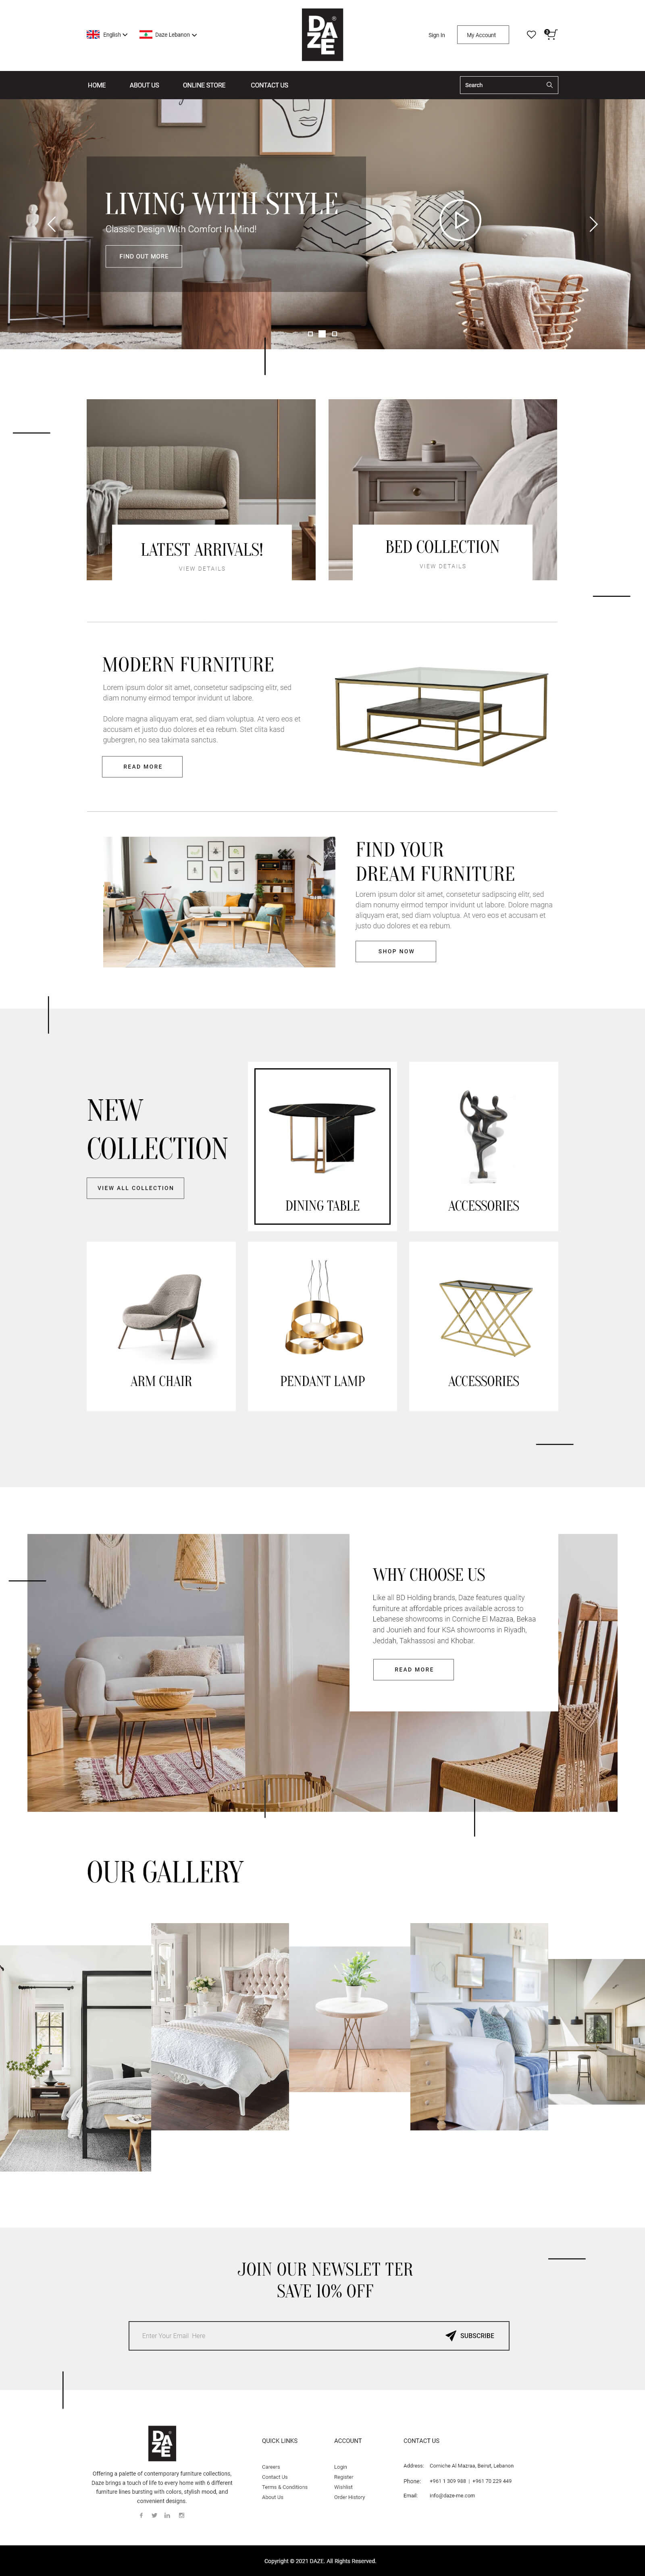 English
Daze Lebanon
DAZE
Sign In
My Account
0
HOME
ABOUT US
ONLINE STORE
CONTACT US
Search
LIVING WITH STYLE
Classic Design With Comfort In Mind!
FIND OUT MORE
LATEST ARRIVALS!
VIEW DETAILS
BED COLLECTION
VIEW DETAILS
MODERN FURNITURE
Lorem ipsum dolor sit amet, consetetur sadipscing elitr, sed
diam nonumy eirmod tempor invidunt ut labore.
Dolore magna aliquyam erat, sed diam voluptua. At vero eos et
accusam et justo duo dolores et ea rebum. Stet clita kasd
gubergren, no sea takimata sanctus.
READ MORE
FIND YOUR
DREAM FURNITURE
Lorem ipsum dolor sit amet, consetetur sadipscing elitr, sed
diam nonumy eirmod tempor invidunt ut labore. Dolore magna
aliquyam erat, sed diam voluptua. At vero eos et accusam et
justo duo dolores et ea rebum.
SHOP NOW
NEW
COLLECTION
VIEW ALL COLLECTION
DINING TABLE
ACCESSORIES
ARM CHAIR
PENDANT LAMP
ACCESSORIES
WHY CHOOSE US
Like all BD Holding brands, Daze features quality
furniture at affordable prices available across to
Lebanese showrooms in Corniche El Mazraa, Bekaa
and Jounieh and four KSA showrooms in Riyadh,
Jeddah, Takhassosi and Khobar.
READ MORE
OUR GALLERY
JOIN OUR NEWSLET TER
SAVE 10% OFF
Enter Your Email Here
SUBSCRIBE
DAZE
Offering a palette of contemporary furniture collections,
Daze brings a touch of life to every home with 6 different
furniture lines bursting with colors, stylish mood, and
convenient designs.
QUICK LINKS
Careers
Contact Us
Terms & Conditions
About Us
ACCOUNT
Login
Register
Wishlist
Order History
CONTACT US
Address: Corniche Al Mazraa, Beirut, Lebanon
Phone: +961 1 309 988 | +961 70 229 449
Email: info@daze-me.com
Copyright © 2021 DAZE. All Rights Reserved.